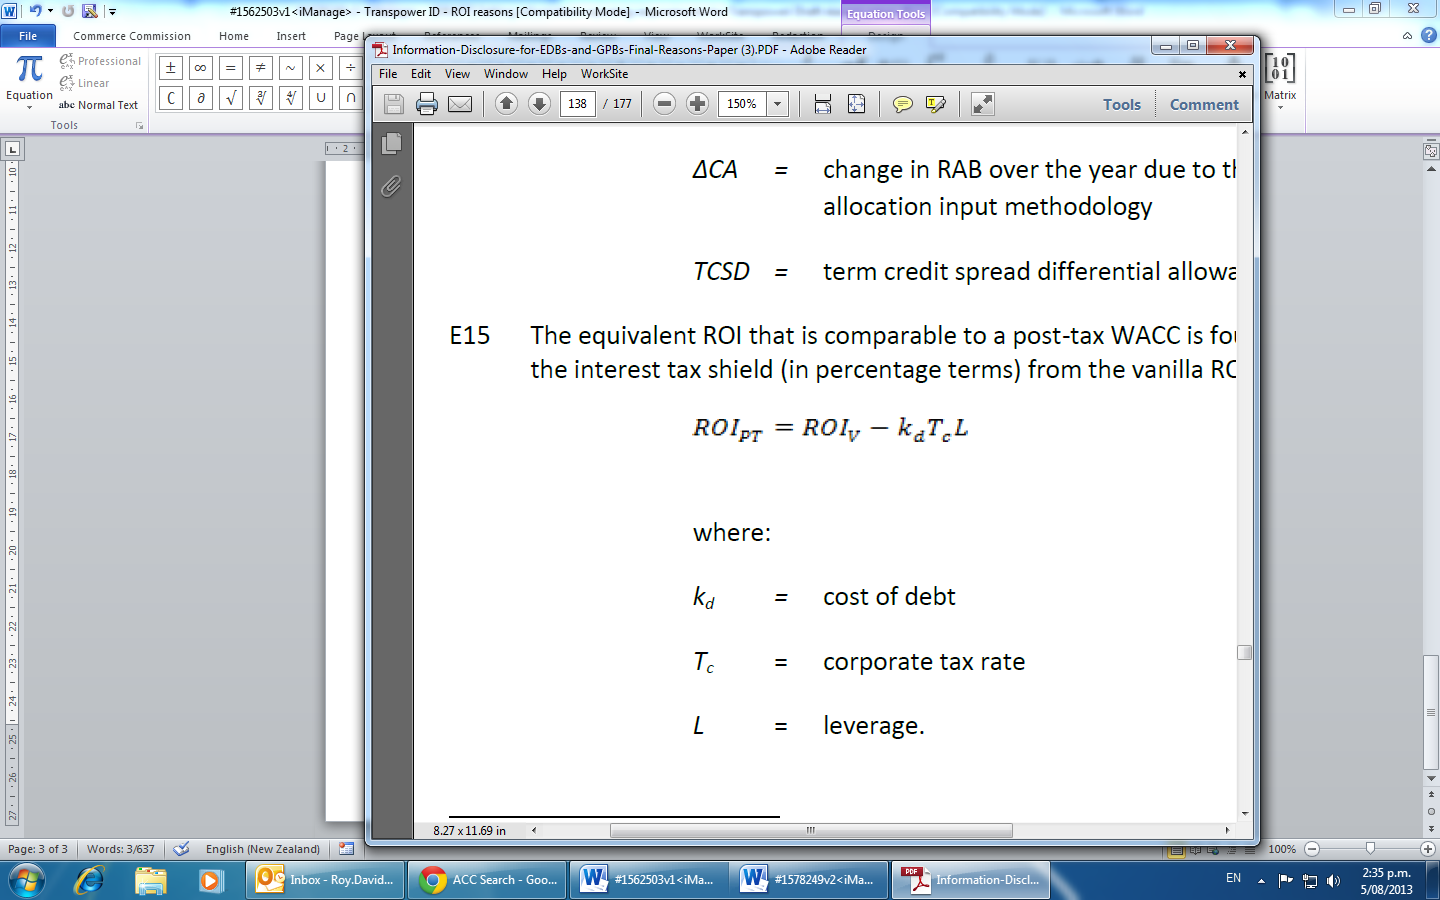 #1562503v1<iManage> - Transpower ID - ROI reasons [Compatibility Mode] - Microsoft Word
Equation Tools
File Commerce Commission Home Insert Page
π Equation
Professional
Linear
abc Normal Text
Tools
± ∞ = ≠ ~ × ÷
∁ ∂ √ ∛ ∜ ∪ ∩
Matrix
Information-Disclosure-for-EDBs-and-GPBs-Final-Reasons-Paper (3).PDF - Adobe Reader
File Edit View Window Help WorkSite
138 / 177 150% Tools Comment
ΔCA = change in RAB over the year due to
allocation input methodology
TCSD = term credit spread differential
E15 The equivalent ROI that is comparable to a post-tax WACC is
the interest tax shield (in percentage terms) from the vanilla
ROI_PT = ROI_V − k_d T_c L
where:
k_d = cost of debt
T_c = corporate tax rate
L = leverage.
8.27 x 11.69 in
Page: 3 of 3 Words: 3/637 English (New Zealand) 100%
Inbox - Roy.David... ACC Search - Goo... #1562503v1<iMa... #1578249v2<iMa... Information-Discl... EN 2:35 p.m.
5/08/2013